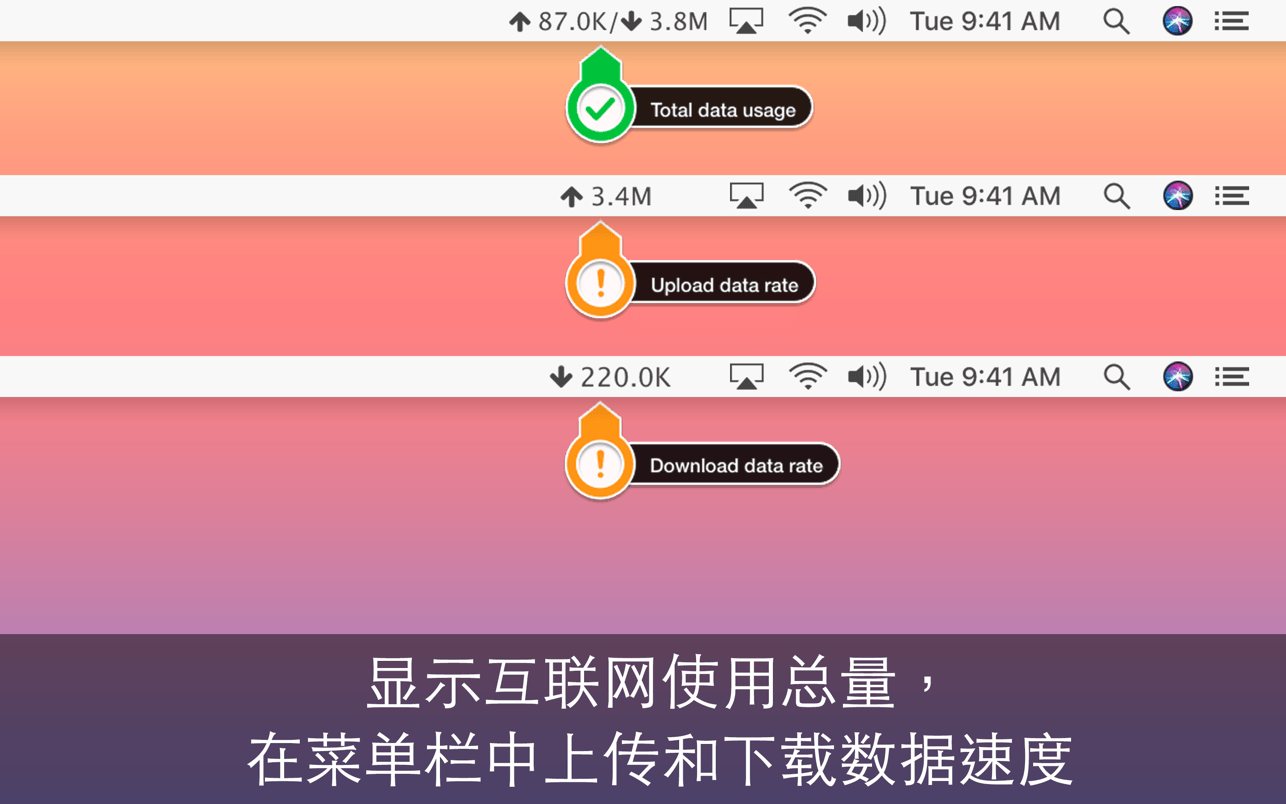 87.0K/ 3.8M Tue 9:41 AM
Total data usage
3.4M Tue 9:41 AM
Upload data rate
220.0K Tue 9:41 AM
Download data rate
显示互联网使用总量，
在菜单栏中上传和下载数据速度